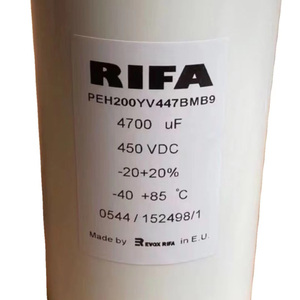 RIFA
PEH200YV447BMB9
4700 uF
450 VDC
-20+20%
-40 +85 °C
0544 / 152498/1
Made by EVOX RIFA in E.U.